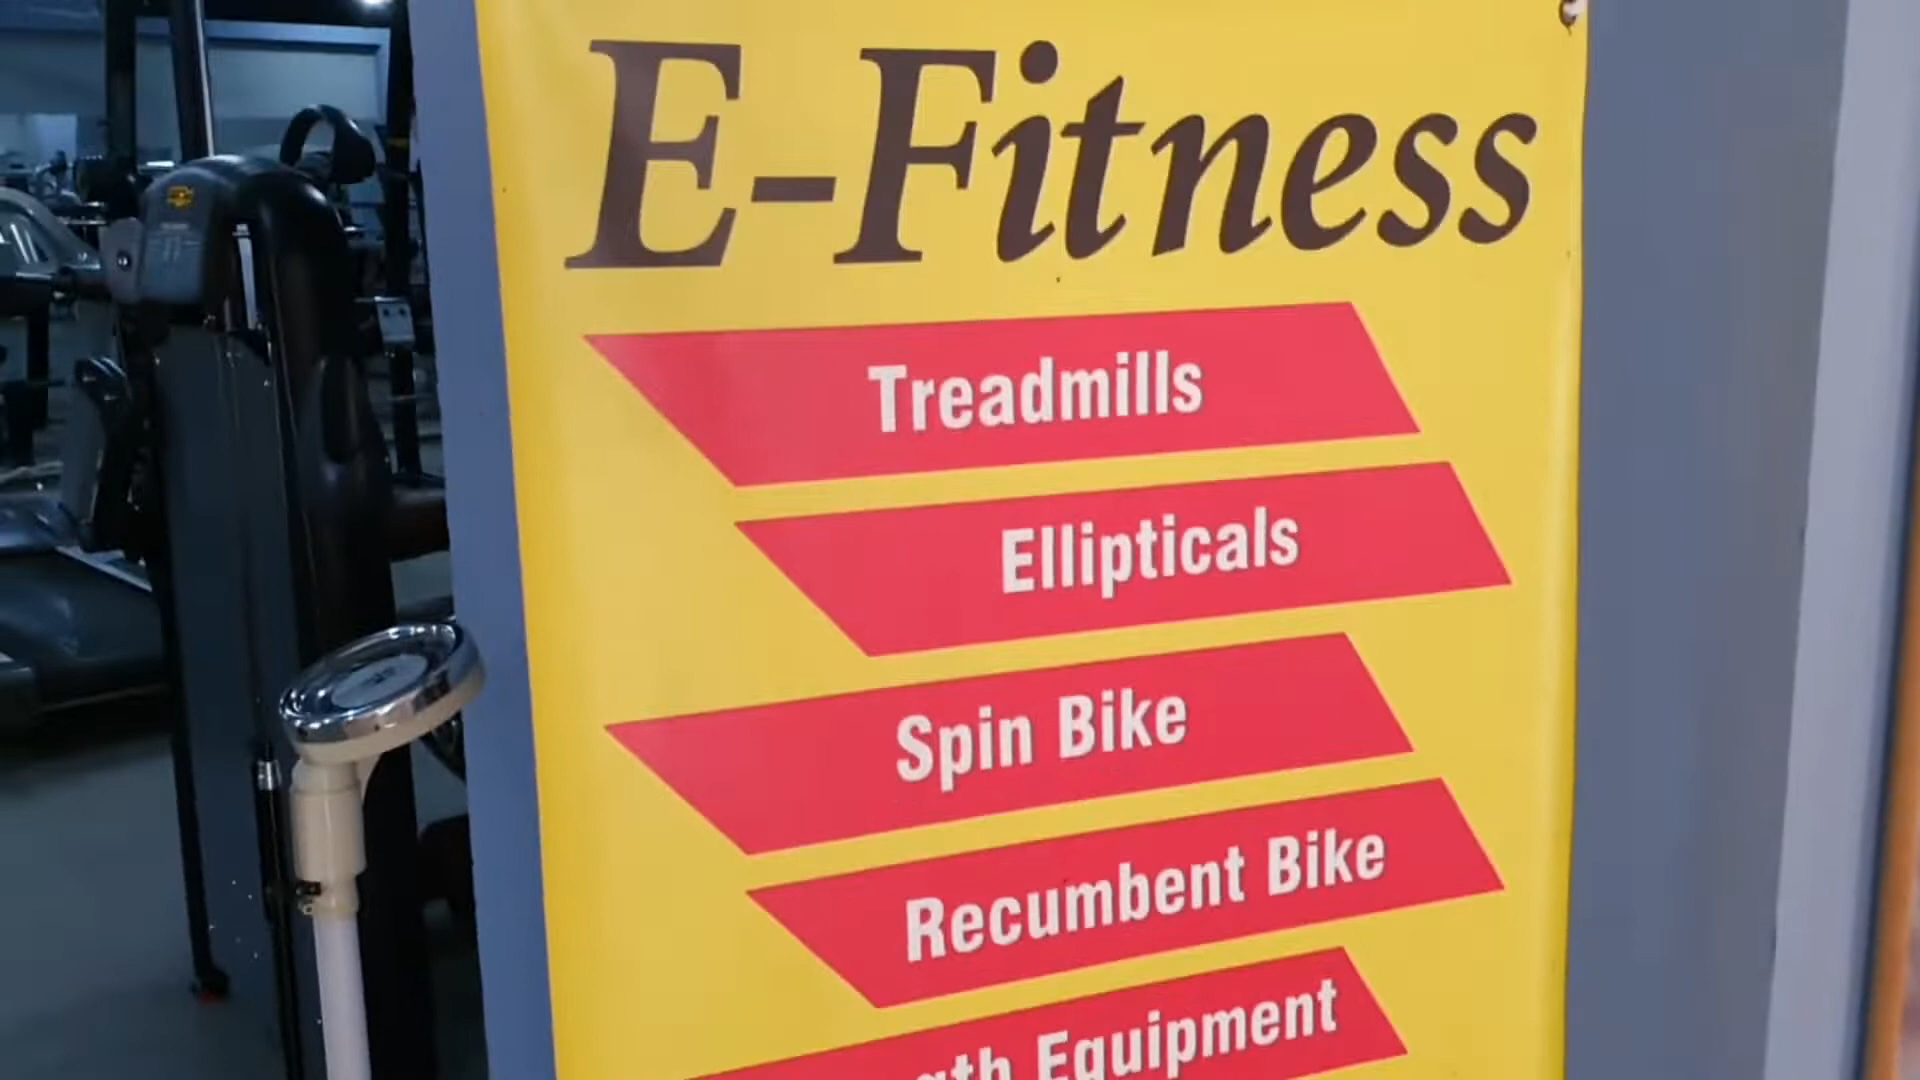 E-Fitness
Treadmills
Ellipticals
Spin Bike
Recumbent Bike
Equipment